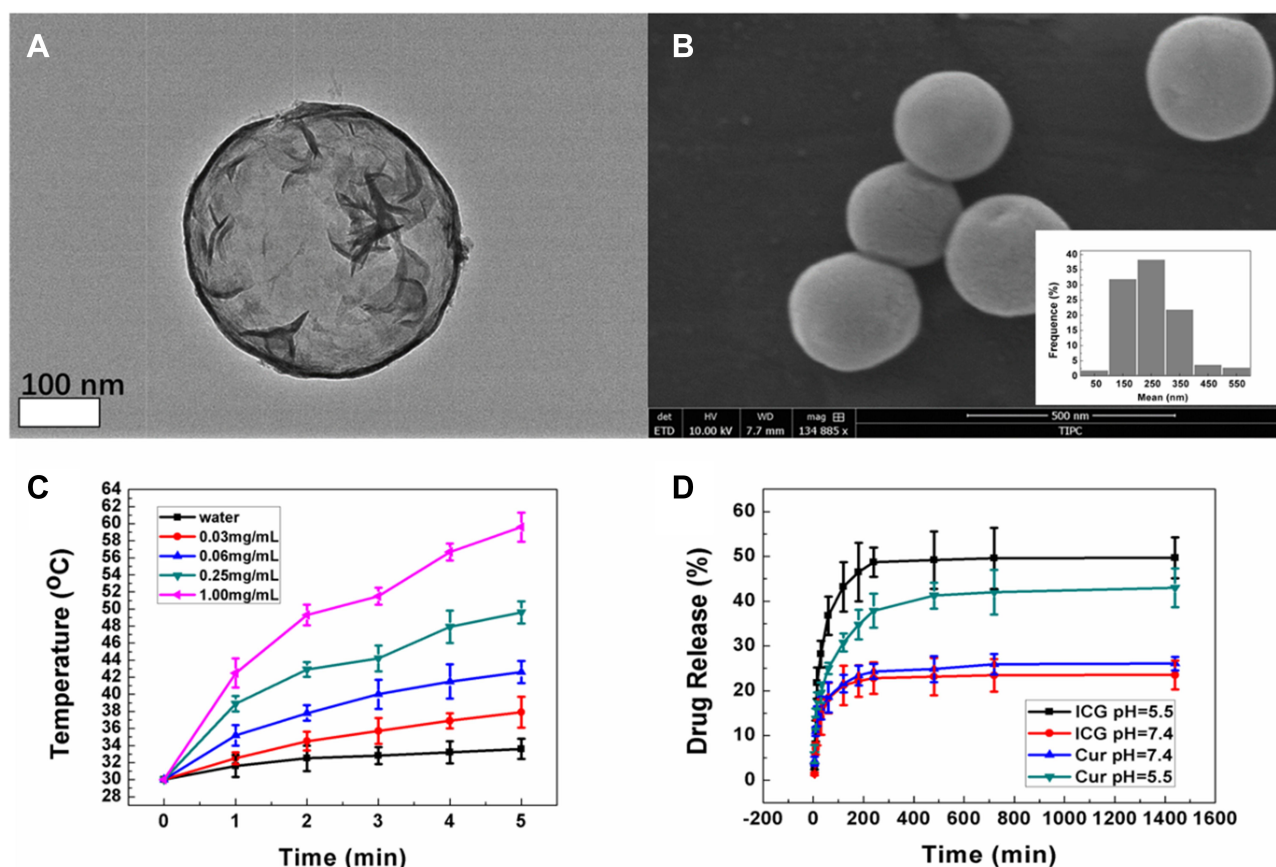 A
100 nm
B
det HV WD mag
ETD 10.00 kV 7.7 mm 134 885 x
500 nm
TIPC
Frequence (%)
40
35
30
25
20
15
10
5
0
50 150 250 350 450 550
Mean (nm)
C
Temperature (⁰C)
64
62
60
58
56
54
52
50
48
46
44
42
40
38
36
34
32
30
28
water
0.03mg/mL
0.06mg/mL
0.25mg/mL
1.00mg/mL
0 1 2 3 4 5
Time (min)
D
Drug Release (%)
60
50
40
30
20
10
0
ICG pH=5.5
ICG pH=7.4
Cur pH=7.4
Cur pH=5.5
-200 0 200 400 600 800 1000 1200 1400 1600
Time (min)